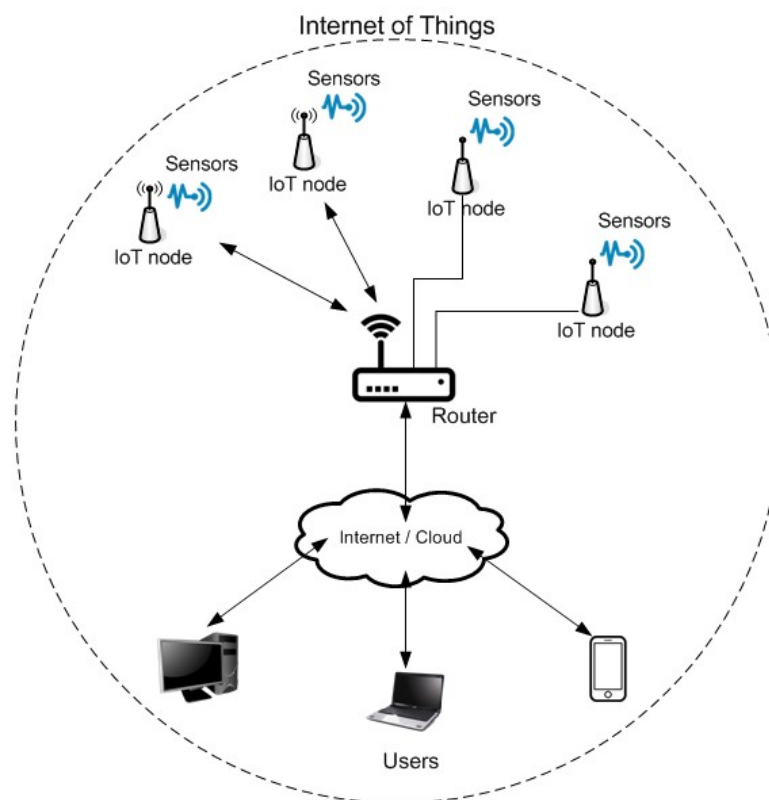 Internet of Things
Sensors
IoT node
Sensors
IoT node
Sensors
IoT node
Sensors
IoT node
Router
Internet / Cloud
Users